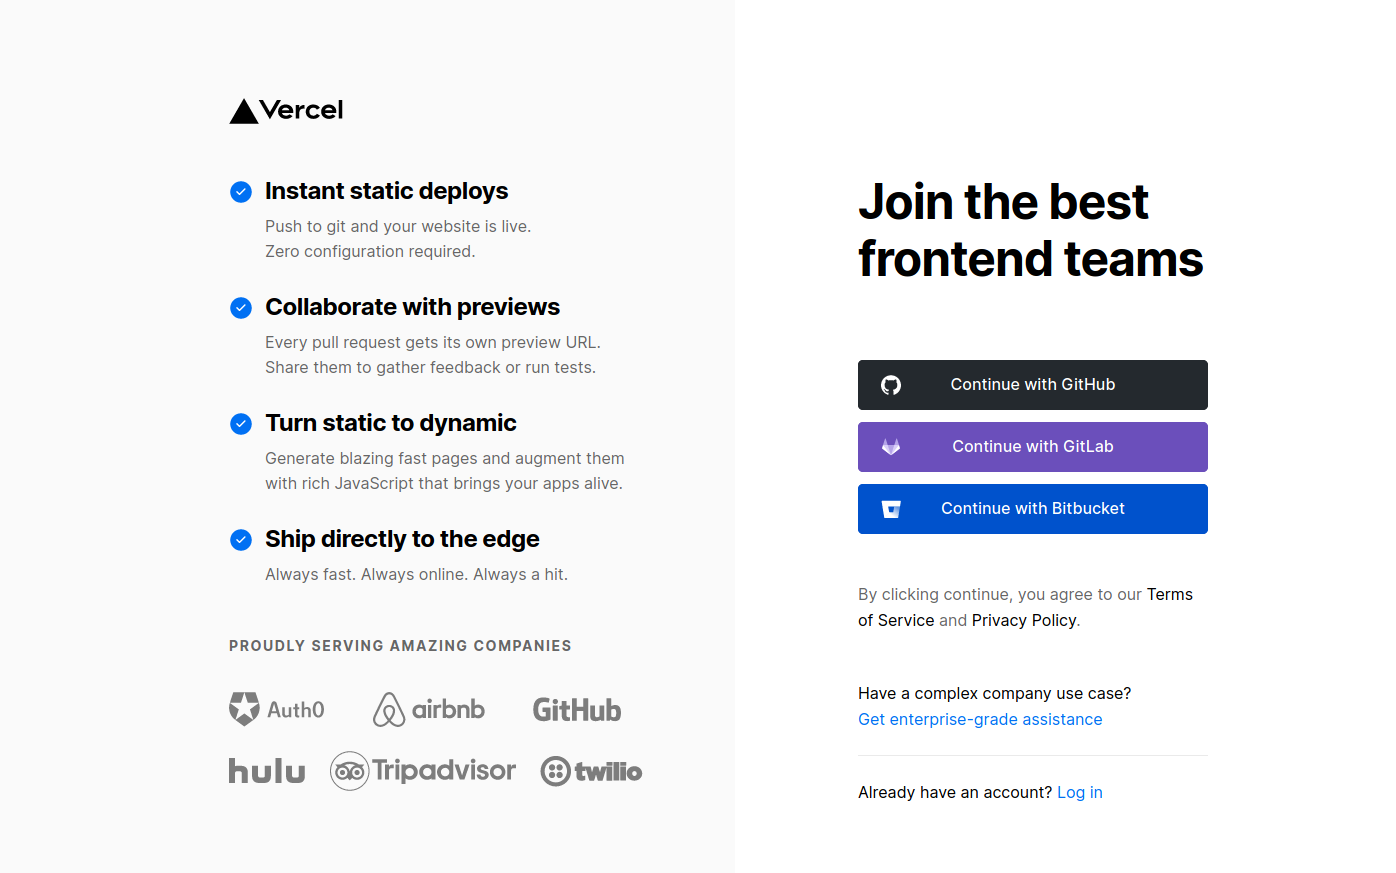 Vercel
Instant static deploys
Push to git and your website is live.
Zero configuration required.
Collaborate with previews
Every pull request gets its own preview URL.
Share them to gather feedback or run tests.
Turn static to dynamic
Generate blazing fast pages and augment them
with rich JavaScript that brings your apps alive.
Ship directly to the edge
Always fast. Always online. Always a hit.
PROUDLY SERVING AMAZING COMPANIES
Auth0 airbnb GitHub
hulu Tripadvisor twilio
Join the best
frontend teams
Continue with GitHub
Continue with GitLab
Continue with Bitbucket
By clicking continue, you agree to our Terms
of Service and Privacy Policy.
Have a complex company use case?
Get enterprise-grade assistance
Already have an account? Log in